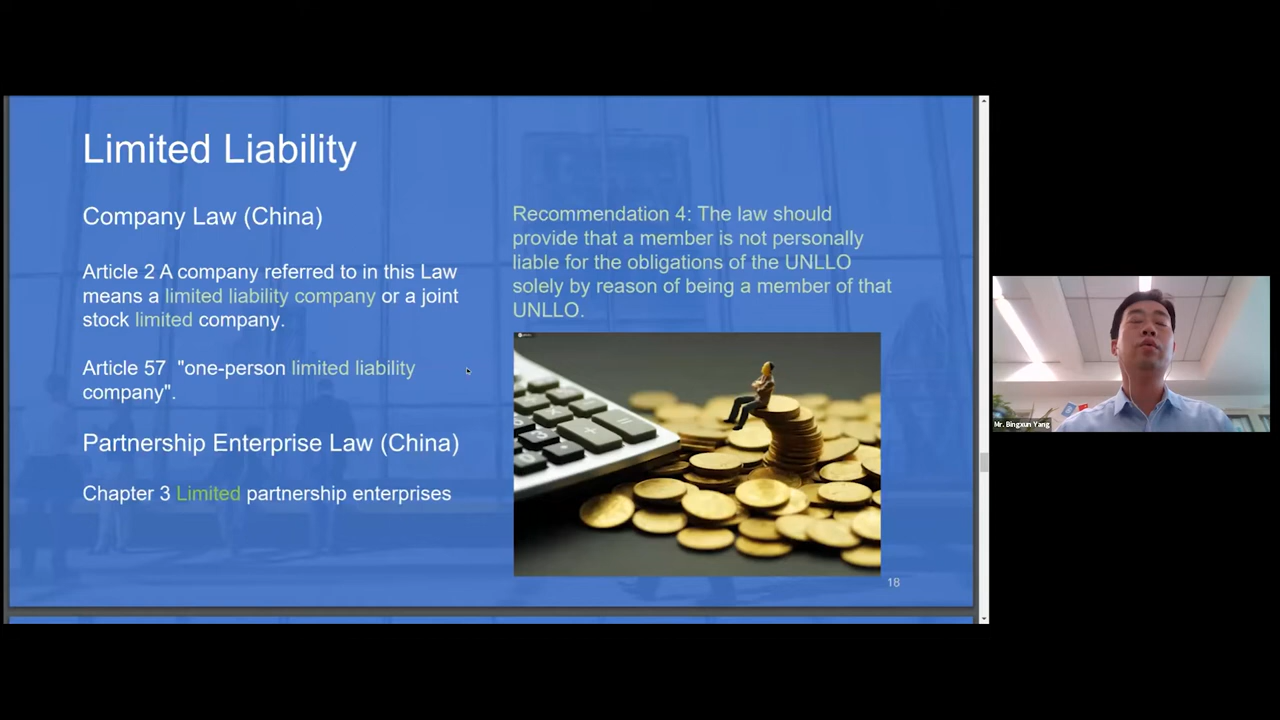 Limited Liability
Company Law (China)
Article 2 A company referred to in this Law
means a limited liability company or a joint
stock limited company.
Article 57 "one-person limited liability
company".
Partnership Enterprise Law (China)
Chapter 3 Limited partnership enterprises
Recommendation 4: The law should
provide that a member is not personally
liable for the obligations of the UNLLO
solely by reason of being a member of that
UNLLO.
18
Mr. Bingxun Yang